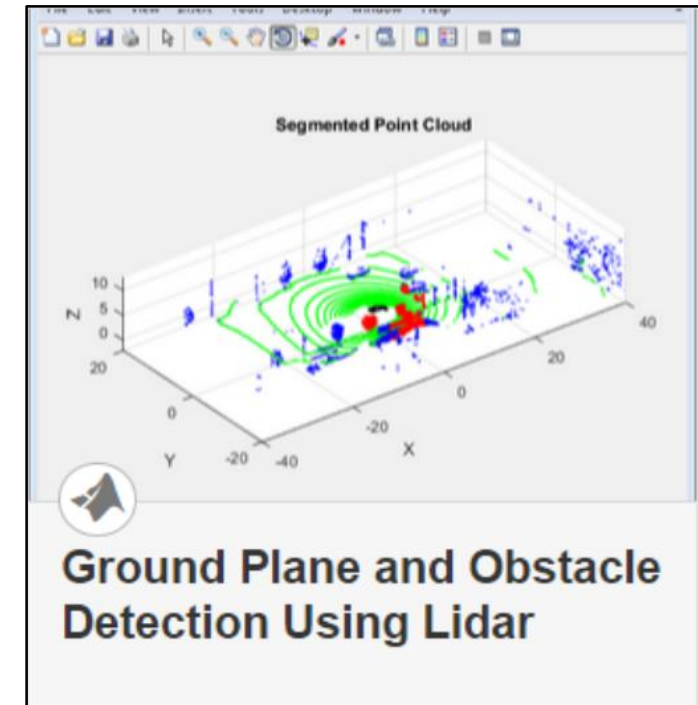 Segmented Point Cloud
10
5
0
Z
20
0
-20
Y
-40
-20
0
20
40
X
Ground Plane and Obstacle
Detection Using Lidar